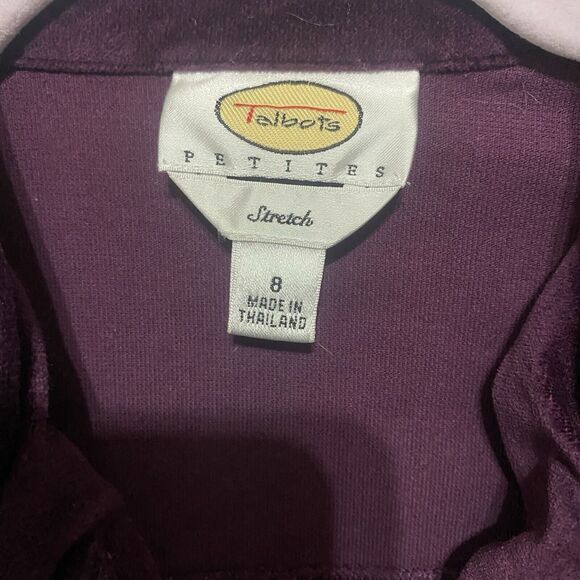 Talbots
PETITES
Stretch
8
MADE IN
THAILAND